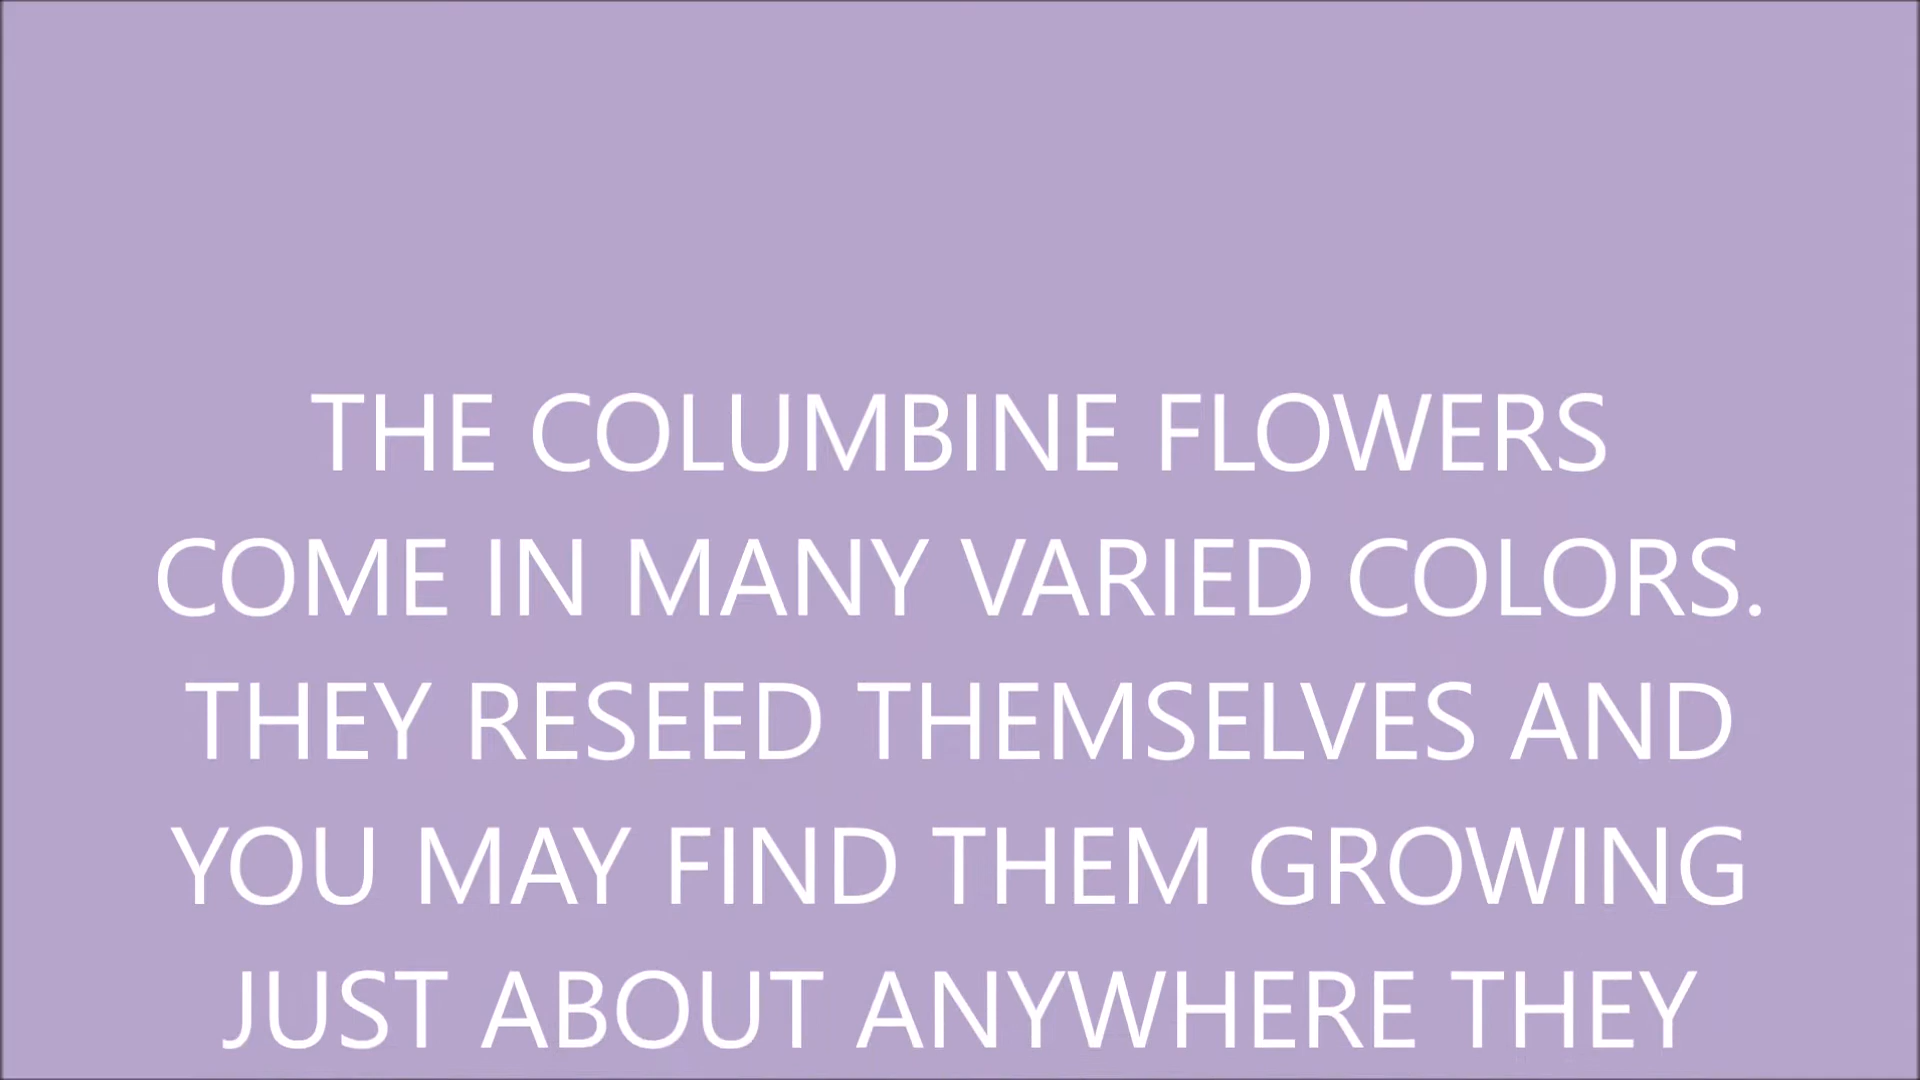 THE COLUMBINE FLOWERS
COME IN MANY VARIED COLORS.
THEY RESEED THEMSELVES AND
YOU MAY FIND THEM GROWING
JUST ABOUT ANYWHERE THEY